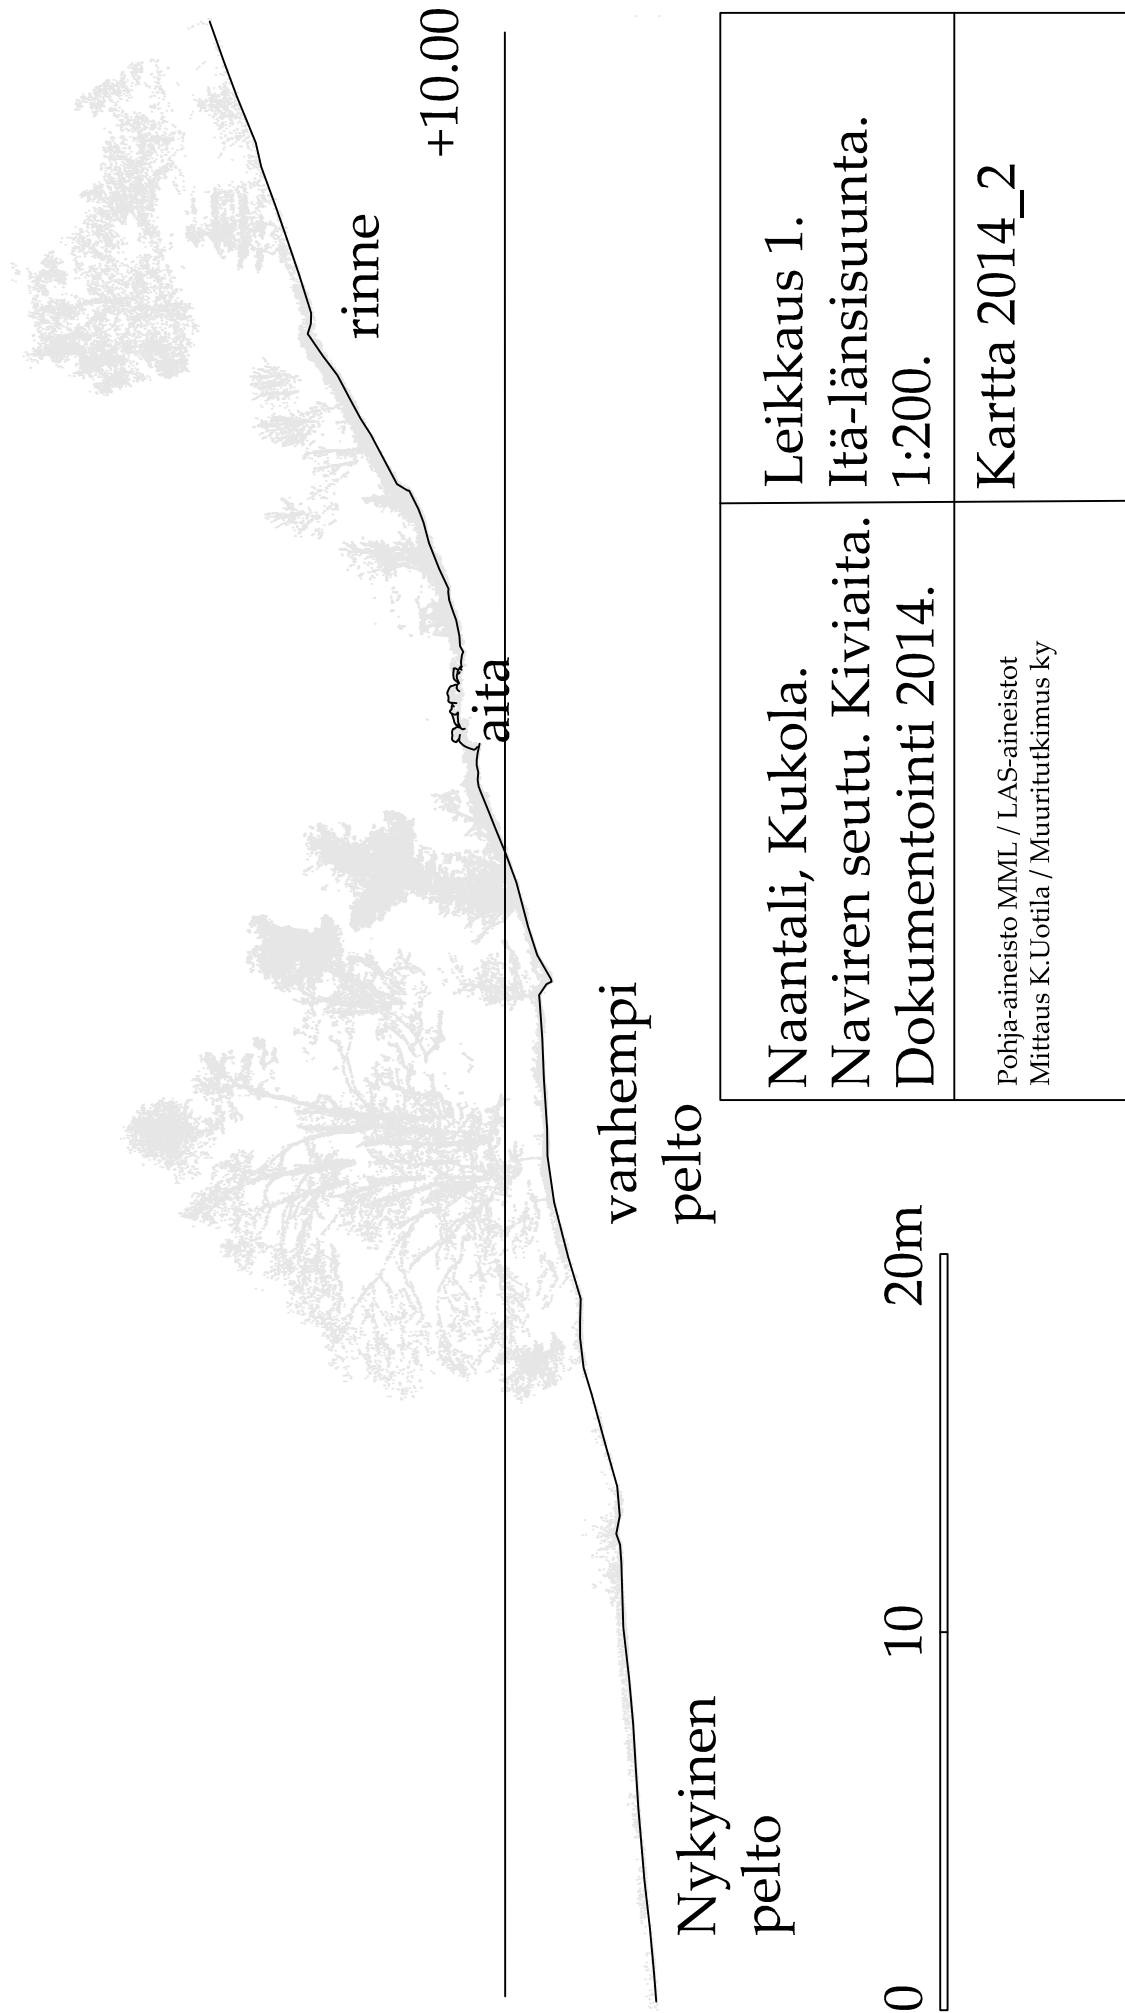 +10.00
rinne
aita
vanhempi
pelto
Nykyinen
pelto
0 10 20m
Naantali, Kukola.
Naviren seutu. Kiviaita.
Dokumentointi 2014.
Leikkaus 1.
Itä-länsisuunta.
1:200.
Pohja-aineisto MML / LAS-aineistot
Mittaus K.Uotila / Muuritutkimus ky
Kartta 2014_2